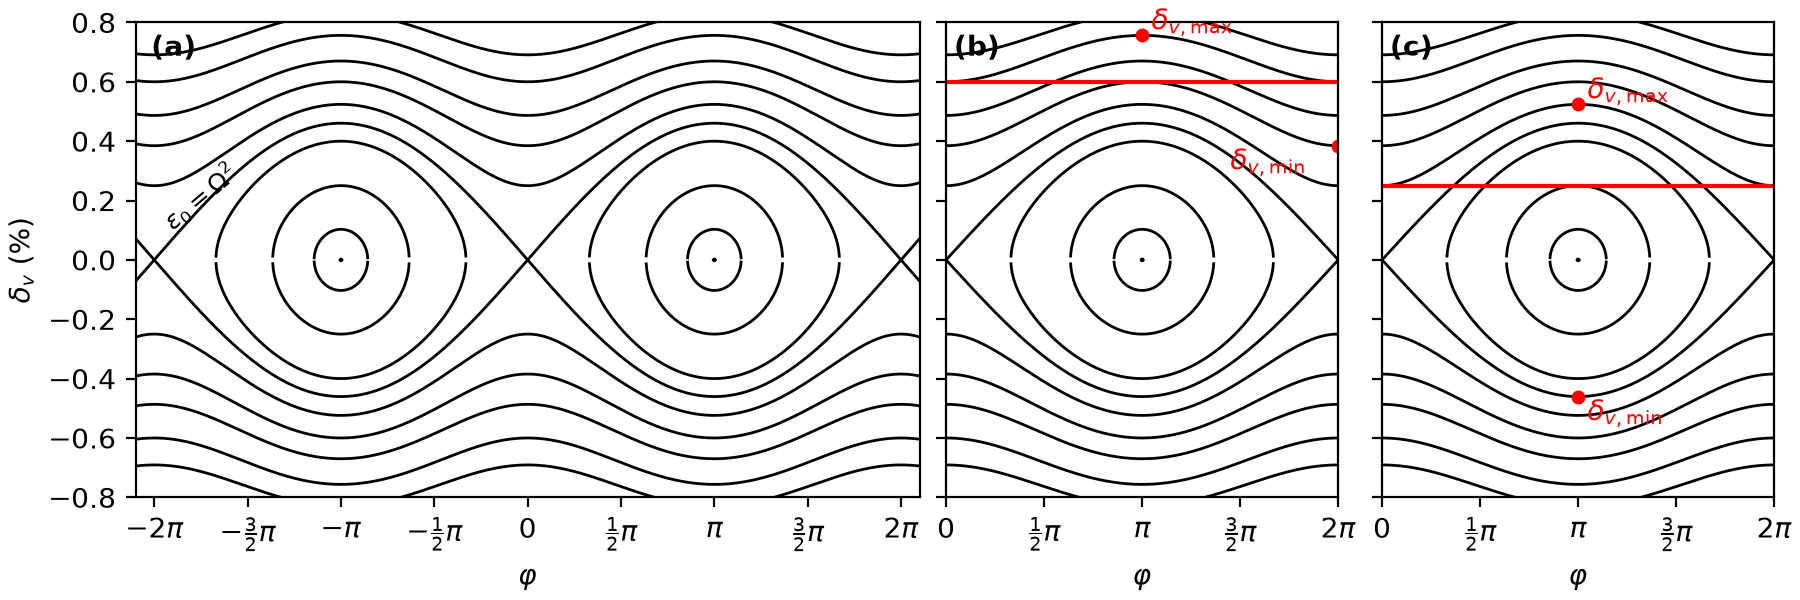 (a)
ε₀ = Ω²
δᵥ (%)
0.8
0.6
0.4
0.2
0.0
−0.2
−0.4
−0.6
−0.8
−2π −3/2π −π −1/2π 0 1/2π π 3/2π 2π
φ
(b)
δv,max
δv,min
0 1/2π π 3/2π 2π
φ
(c)
δv,max
δv,min
0 1/2π π 3/2π 2π
φ